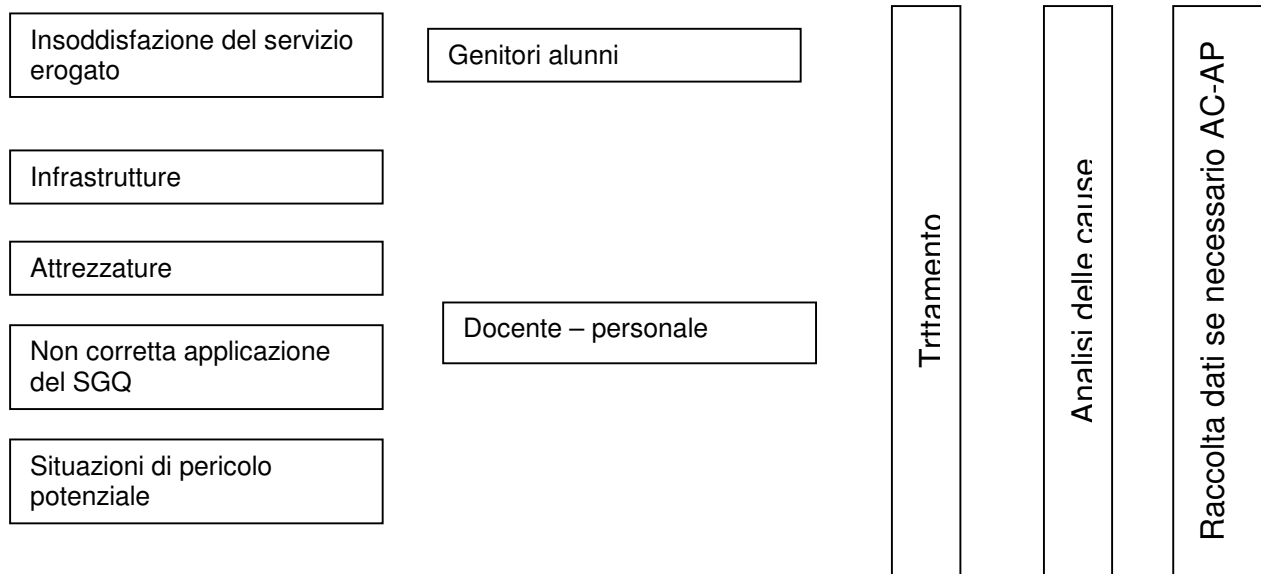 Insoddisfazione del servizio
erogato
Genitori alunni
Infrastrutture
Attrezzature
Docente – personale
Non corretta applicazione
del SGQ
Situazioni di pericolo
potenziale
Trttamento
Analisi delle cause
Raccolta dati se necessario AC-AP